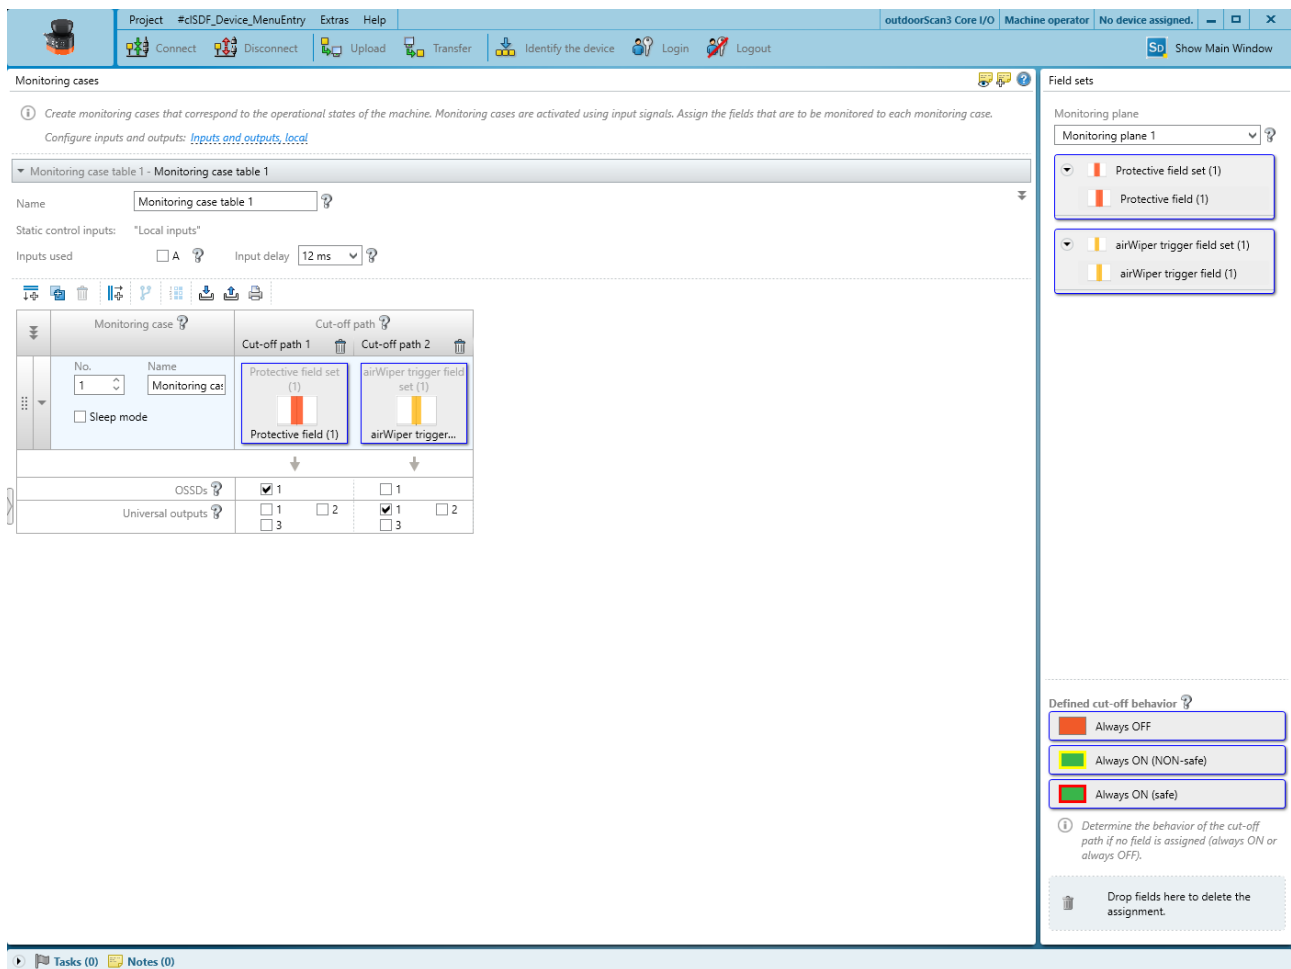 Project #clSDF_Device_MenuEntry Extras Help
outdoorScan3 Core I/O Machine operator No device assigned.
Connect Disconnect Upload Transfer Identify the device Login Logout
SD Show Main Window
Monitoring cases
Create monitoring cases that correspond to the operational states of the machine. Monitoring cases are activated using input signals. Assign the fields that are to be monitored to each monitoring case.
Configure inputs and outputs: Inputs and outputs, local
Monitoring case table 1 - Monitoring case table 1
Name Monitoring case table 1
Static control inputs: "Local inputs"
Inputs used A Input delay 12 ms
Monitoring case Cut-off path
Cut-off path 1 Cut-off path 2
No. Name
1 Monitoring cas
Sleep mode
Protective field set
(1)
Protective field (1)
airWiper trigger field
set (1)
airWiper trigger...
OSSDs 1 1
Universal outputs 1 2 1 2
3 3
Field sets
Monitoring plane
Monitoring plane 1
Protective field set (1)
Protective field (1)
airWiper trigger field set (1)
airWiper trigger field (1)
Defined cut-off behavior
Always OFF
Always ON (NON-safe)
Always ON (safe)
Determine the behavior of the cut-off
path if no field is assigned (always ON or
always OFF).
Drop fields here to delete the
assignment.
Tasks (0) Notes (0)